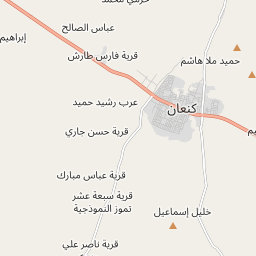 عباس الصالح
إبراهيم
قرية فارس طارش
حميد ملا هاشم
عرب رشيد حميد
كنعان
قرية حسن جاري
قرية عباس مبارك
قرية سبعة عشر
تموز النموذجية
خليل إسماعيل
قرية ناصر علي